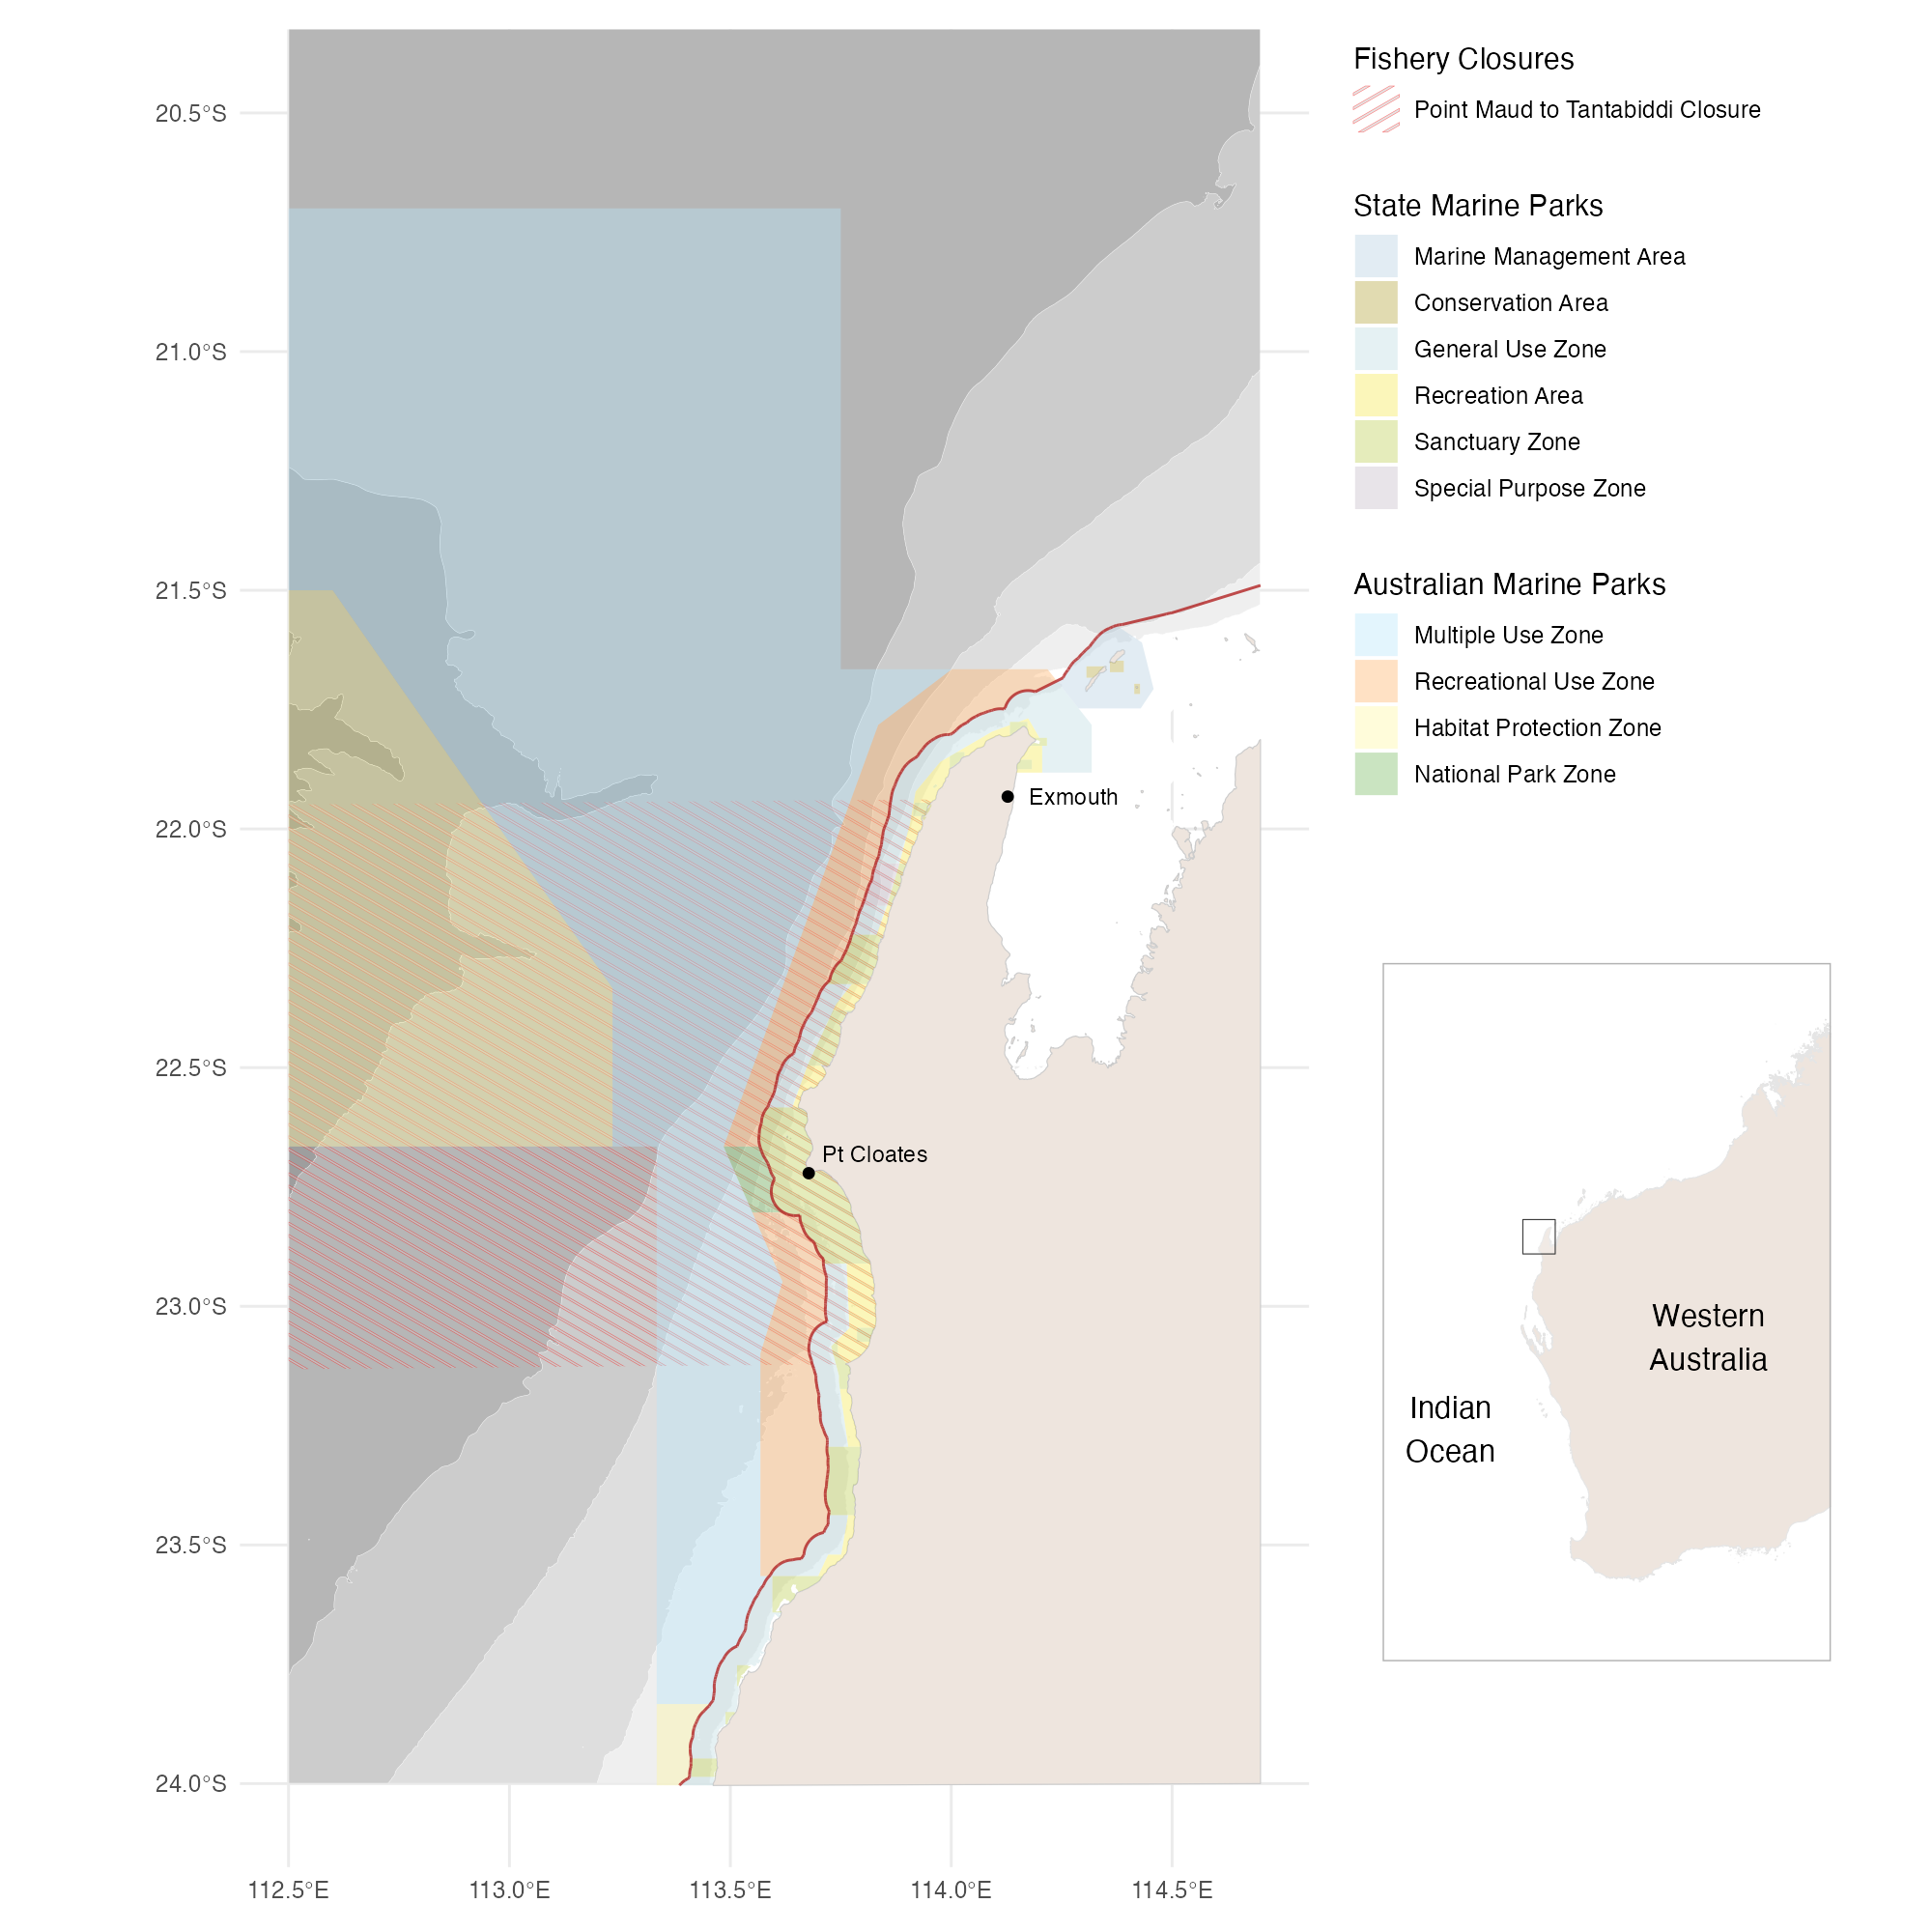 Fishery Closures
Point Maud to Tantabiddi Closure
State Marine Parks
Marine Management Area
Conservation Area
General Use Zone
Recreation Area
Sanctuary Zone
Special Purpose Zone
Australian Marine Parks
Multiple Use Zone
Recreational Use Zone
Habitat Protection Zone
National Park Zone
20.5°S
21.0°S
21.5°S
22.0°S
22.5°S
23.0°S
23.5°S
24.0°S
Exmouth
Pt Cloates
112.5°E
113.0°E
113.5°E
114.0°E
114.5°E
Western
Australia
Indian
Ocean